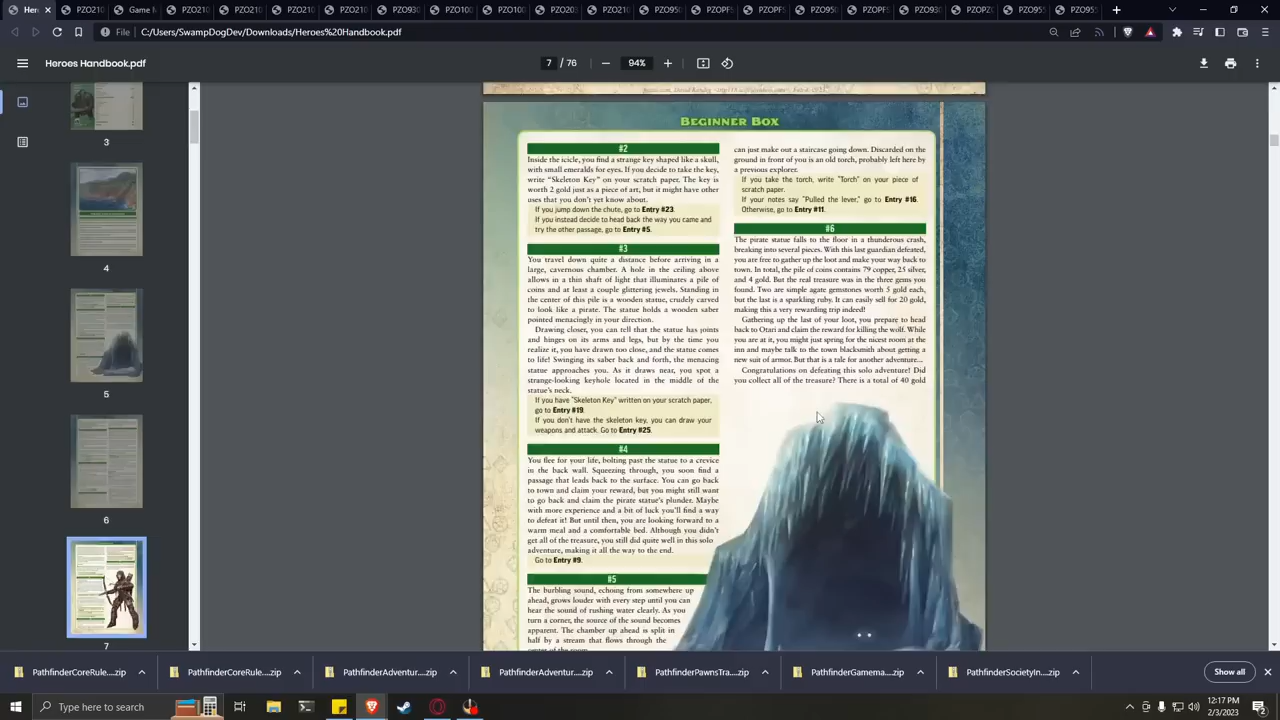 Her
PZO210
Game M
PZO210
PZO210
PZO930
PZO100
PZO100
PZO203
PZO210
PZO950
PZOPF5
PZOPF5
PZO930
PZOPZ0
PZO955
PZO953
File
C:/Users/SwampDogDev/Downloads/Heroes%20Handbook.pdf
Heroes Handbook.pdf
7 / 76
94%
3
4
5
6
7
BEGINNER BOX
#2
Inside the icicle, you find a strange key shaped like a skull,
with small emeralds for eyes. If you decide to take the key,
write "Skeleton Key" on your scratch paper. The key is
worth 2 gold just as a piece of art, but it might have other
uses that you don't yet know about.
If you jump down the chute, go to Entry #23.
If you instead decide to head back the way you came and
try the other passage, go to Entry #5.
#3
You travel down quite a distance before arriving in a
large, cavernous chamber. A hole in the ceiling above
allows in a thin shaft of light that illuminates a pile of
coins and at least a couple glittering jewels. Standing in
the center of this pile is a wooden statue, crudely carved
to look like a pirate. The statue holds a wooden saber
pointed menacingly in your direction.
Drawing closer, you can tell that the statue has joints
and hinges on its arms and legs, but by the time you
realize it, you have drawn too close, and the statue comes
to life! Swinging its saber back and forth, the menacing
statue approaches you. As it draws near, you spot a
strange-looking keyhole located in the middle of the
statue's neck.
If you have "Skeleton Key" written on your scratch paper,
go to Entry #19.
If you don't have the skeleton key, you can draw your
weapons and attack. Go to Entry #25.
#4
You flee for your life, bolting past the statue to a crevice
in the back wall. Squeezing through, you soon find a
passage that leads back to the surface. You can go back
to town and claim your reward, but you might still want
to go back and claim the pirate statue's plunder. Maybe
with more experience and a bit of luck you'll find a way
to defeat it! But until then, you are looking forward to a
warm meal and a comfortable bed. Although you didn't
get all of the treasure, you still did quite well in this solo
adventure, making it all the way to the end.
Go to Entry #9.
#5
The burbling sound, echoing from somewhere up
ahead, grows louder with every step until you can
hear the sound of rushing water clearly. As you
turn a corner, the source of the sound becomes
apparent. The chamber up ahead is split in
half by a stream that flows through the
center of the room
can just make out a staircase going down. Discarded on the
ground in front of you is an old torch, probably left here by
a previous explorer.
If you take the torch, write "Torch" on your piece of
scratch paper.
If your notes say "Pulled the lever," go to Entry #16.
Otherwise, go to Entry #11.
#6
The pirate statue falls to the floor in a thunderous crash,
breaking into several pieces. With this last guardian defeated,
you are free to gather up the loot and make your way back to
town. In total, the pile of coins contains 79 copper, 25 silver,
and 4 gold. But the real treasure was in the three gems you
found. Two are simple agate gemstones worth 5 gold each,
but the last is a sparkling ruby. It can easily sell for 20 gold,
making this a very rewarding trip indeed!
Gathering up the last of your loot, you prepare to head
back to Otari and claim the reward for killing the wolf. While
you are at it, you might just spring for the nicest room at the
inn and maybe talk to the town blacksmith about getting a
new suit of armor. But that is a tale for another adventure...
Congratulations on defeating this solo adventure! Did
you collect all of the treasure? There is a total of 40 gold
PathfinderCoreRule....zip
PathfinderCoreRule....zip
PathfinderAdventur....zip
PathfinderAdventur....zip
PathfinderPawnsTra....zip
PathfinderGamema....zip
PathfinderSocietyIn....zip
Show all
Type here to search
12:17 PM
2/3/2023